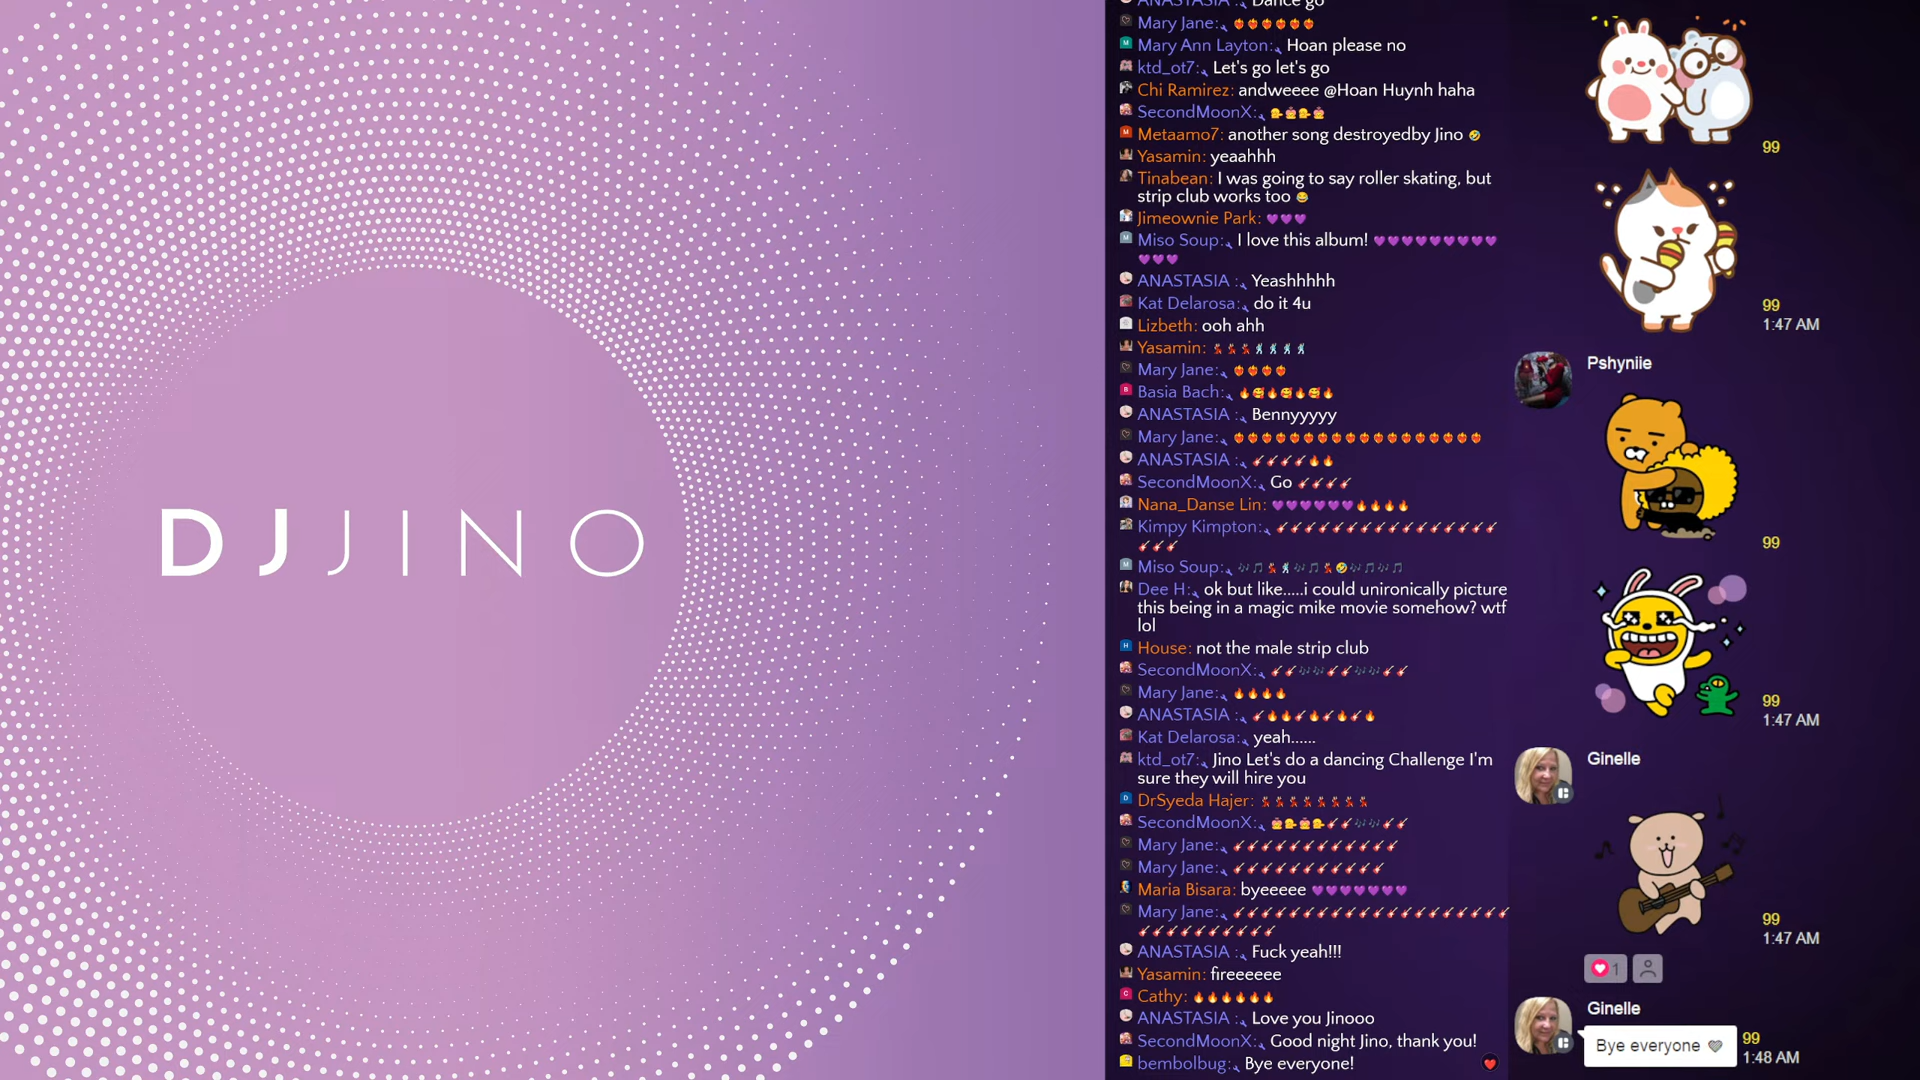 DJ JINO
ANASTASIA : Dance go
Mary Jane: ❤️‍🔥❤️‍🔥❤️‍🔥❤️‍🔥❤️‍🔥❤️‍🔥
Mary Ann Layton: Hoan please no
ktd_ot7: Let's go let's go
Chi Ramirez: andweeee @Hoan Huynh haha
SecondMoonX:
Metaamo7: another song destroyedby Jino 🤣
Yasamin: yeaahhh
Tinabean: I was going to say roller skating, but
strip club works too 😂
Jimeownie Park: 💜💜💜
Miso Soup: I love this album! 💜💜💜💜💜💜💜💜💜
💜💜💜
ANASTASIA : Yeashhhhh
Kat Delarosa: do it 4u
Lizbeth: ooh ahh
Yasamin: 💃💃💃🕺🕺🕺🕺
Mary Jane: ❤️‍🔥❤️‍🔥❤️‍🔥❤️‍🔥
Basia Bach: 🔥🥰🔥🥰🔥🥰🔥
ANASTASIA : Bennyyyyy
Mary Jane: ❤️‍🔥❤️‍🔥❤️‍🔥❤️‍🔥❤️‍🔥❤️‍🔥❤️‍🔥❤️‍🔥❤️‍🔥❤️‍🔥❤️‍🔥❤️‍🔥❤️‍🔥❤️‍🔥❤️‍🔥❤️‍🔥❤️‍🔥❤️‍🔥
ANASTASIA : 🎸🎸🎸🎸🔥🔥
SecondMoonX: Go 🎸🎸🎸🎸
Nana_Danse Lin: 💜💜💜💜💜💜🔥🔥🔥🔥
Kimpy Kimpton: 🎸🎸🎸🎸🎸🎸🎸🎸🎸🎸🎸🎸🎸🎸🎸🎸
🎸🎸🎸
Miso Soup: 🎶🎵💃🕺🎶🎵💃🤣🎶🎵🎶🎵
Dee H: ok but like.....i could unironically picture
this being in a magic mike movie somehow? wtf
lol
House: not the male strip club
SecondMoonX: 🎸🎸🎶🎶🎸🎸🎶🎶🎸🎸
Mary Jane: 🔥🔥🔥🔥
ANASTASIA : 🎸🔥🔥🎸🔥🎸🔥🎸🔥
Kat Delarosa: yeah......
ktd_ot7: Jino Let's do a dancing Challenge I'm
sure they will hire you
DrSyeda Hajer: 💃💃💃💃💃💃💃💃
SecondMoonX: 🎸🎸🎶🎶🎸🎸
Mary Jane: 🎸🎸🎸🎸🎸🎸🎸🎸🎸🎸🎸🎸
Mary Jane: 🎸🎸🎸🎸🎸🎸🎸🎸🎸🎸🎸
Maria Bisara: byeeeee 💜💜💜💜💜💜💜
Mary Jane: 🎸🎸🎸🎸🎸🎸🎸🎸🎸🎸🎸🎸🎸🎸🎸🎸🎸🎸🎸🎸
🎸🎸🎸🎸🎸🎸🎸🎸🎸🎸
ANASTASIA : Fuck yeah!!!
Yasamin: fireeeeee
Cathy: 🔥🔥🔥🔥🔥🔥
ANASTASIA : Love you Jinooo
SecondMoonX: Good night Jino, thank you!
bembolbug: Bye everyone!
99
99
1:47 AM
Pshyniie
99
99
1:47 AM
Ginelle
99
1:47 AM
1
Ginelle
Bye everyone 🩶
99
1:48 AM